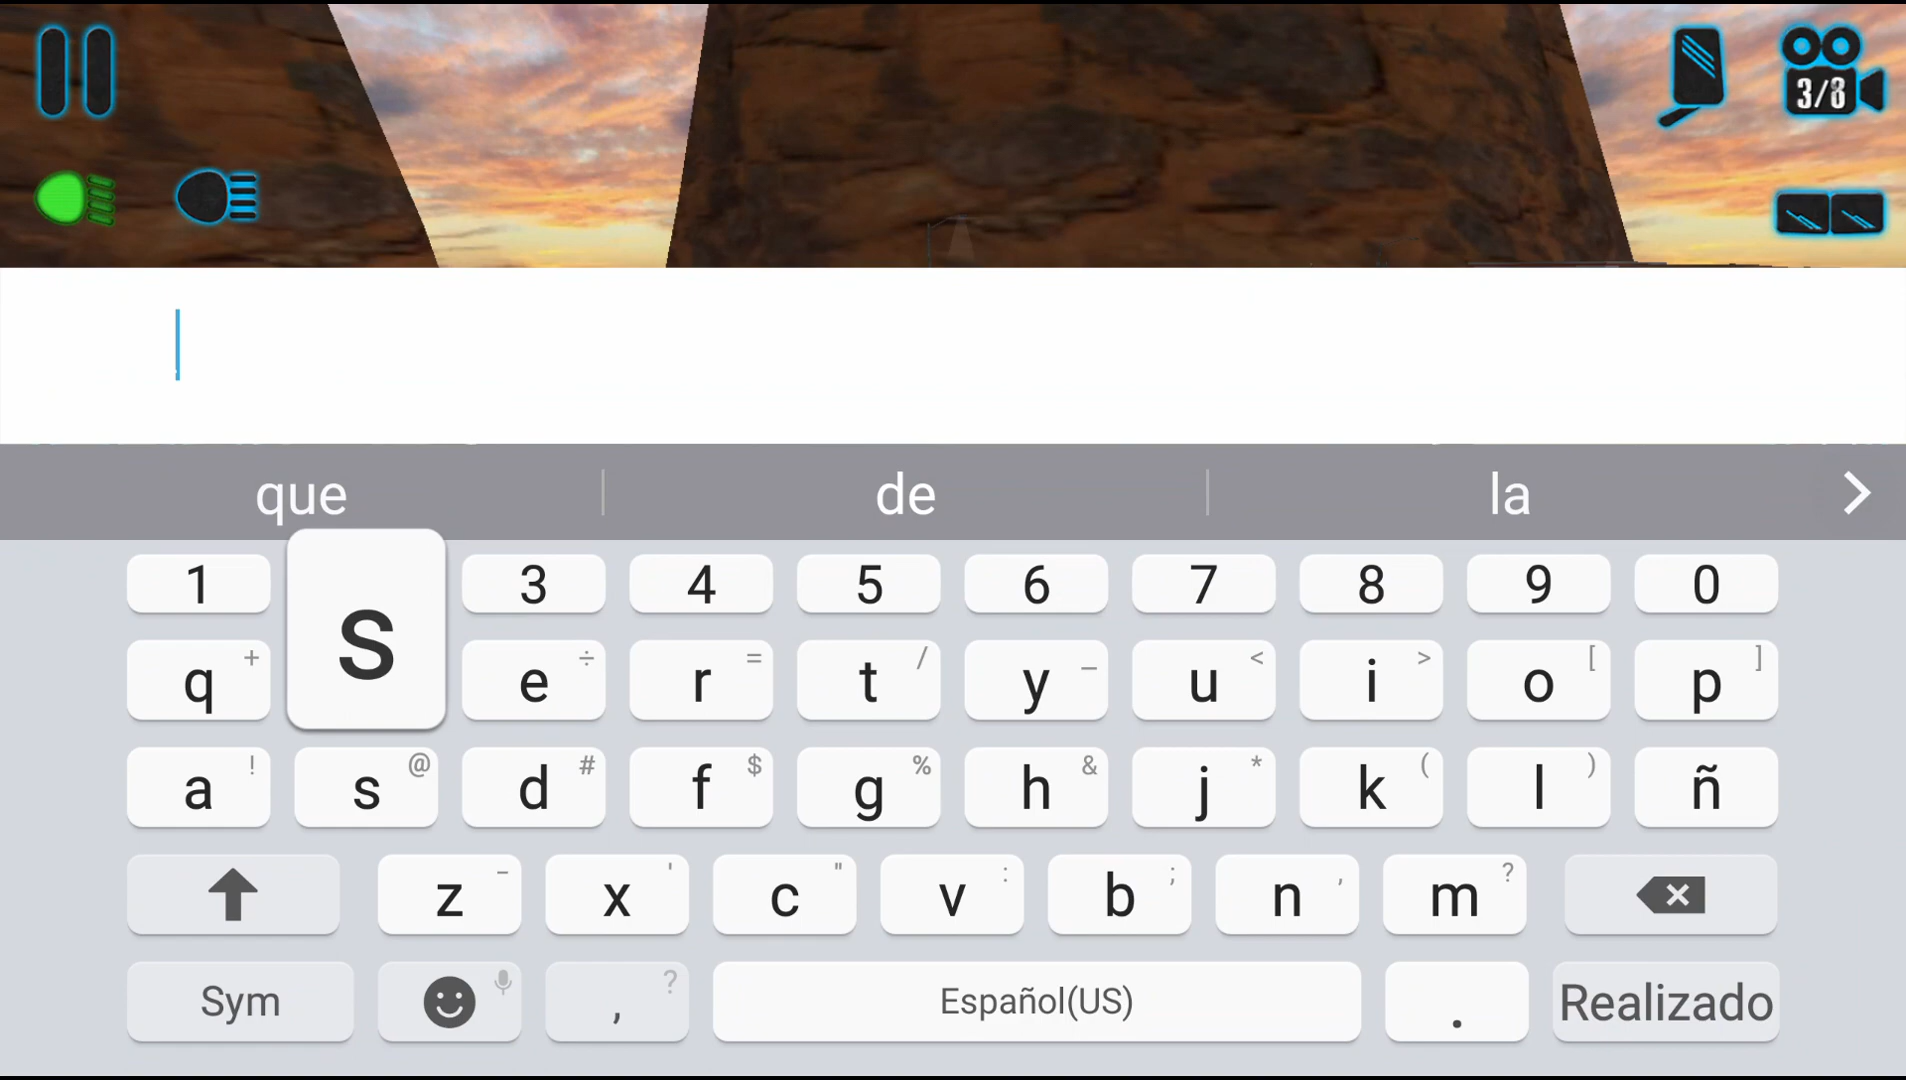 3/8
que de la
1 3 4 5 6 7 8 9 0
s
q + e ÷ r = t / y _ u < i > o [ p ]
a ! s @ d # f $ g % h & j * k ( l ) ñ
z - x ' c " v : b ; n , m ?
Sym , ? Español(US) . Realizado